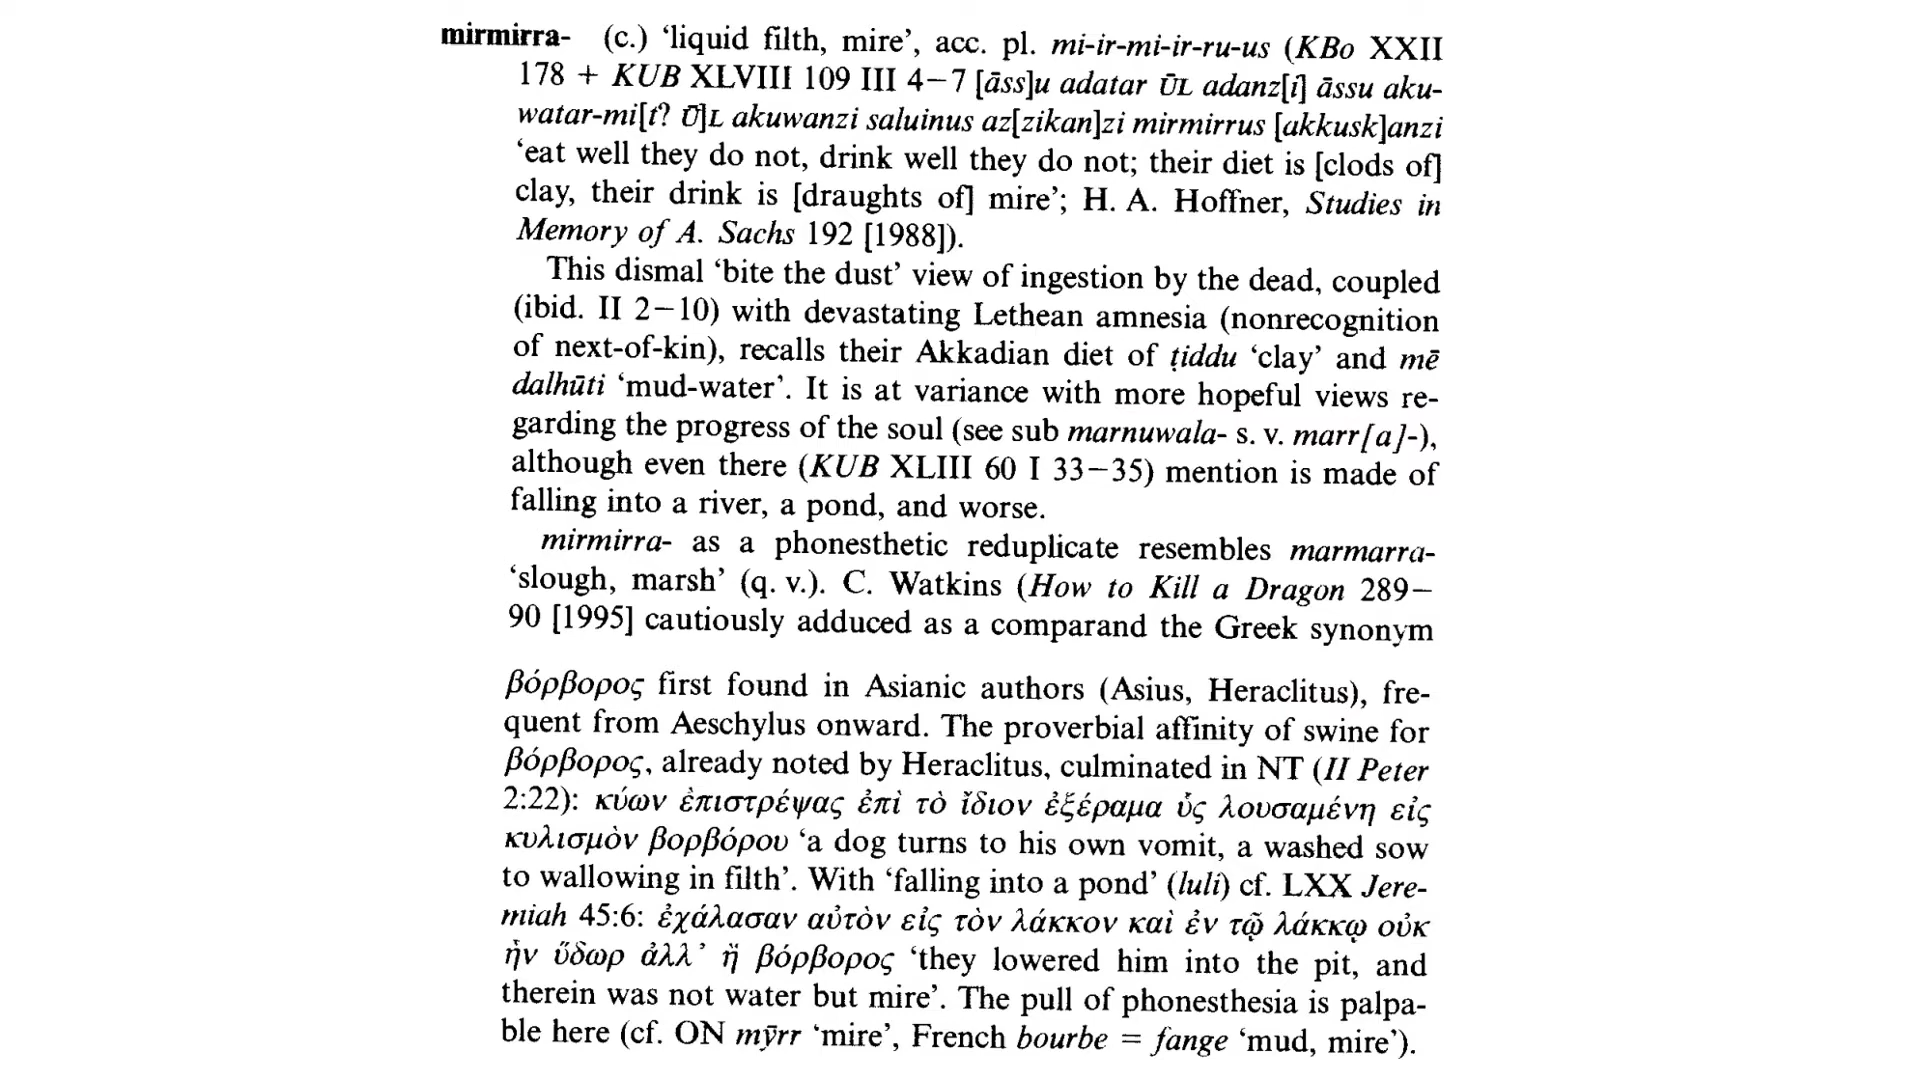 mirmirra- (c.) ‘liquid filth, mire’, acc. pl. mi-ir-mi-ir-ru-us (KBo XXII
178 + KUB XLVIII 109 III 4–7 [āss]u adatar ŪL adanz[i] āssu aku-
watar-mi[t? Ū]L akuwanzi saluinus az[zikan]zi mirmirrus [akkusk]anzi
‘eat well they do not, drink well they do not; their diet is [clods of]
clay, their drink is [draughts of] mire’; H. A. Hoffner, Studies in
Memory of A. Sachs 192 [1988]).
This dismal ‘bite the dust’ view of ingestion by the dead, coupled
(ibid. II 2–10) with devastating Lethean amnesia (nonrecognition
of next-of-kin), recalls their Akkadian diet of ṭiddu ‘clay’ and mē
dalhūti ‘mud-water’. It is at variance with more hopeful views re-
garding the progress of the soul (see sub marnuwala- s. v. marr[a]-),
although even there (KUB XLIII 60 I 33–35) mention is made of
falling into a river, a pond, and worse.
mirmirra- as a phonesthetic reduplicate resembles marmarra-
‘slough, marsh’ (q. v.). C. Watkins (How to Kill a Dragon 289–
90 [1995] cautiously adduced as a comparand the Greek synonym
βόρβορος first found in Asianic authors (Asius, Heraclitus), fre-
quent from Aeschylus onward. The proverbial affinity of swine for
βόρβορος, already noted by Heraclitus, culminated in NT (II Peter
2:22): κύων ἐπιστρέψας ἐπὶ τὸ ἴδιον ἐξέραμα ὗς λουσαμένη εἰς
κυλισμὸν βορβόρου ‘a dog turns to his own vomit, a washed sow
to wallowing in filth’. With ‘falling into a pond’ (luli) cf. LXX Jere-
miah 45:6: ἐχάλασαν αὐτὸν εἰς τὸν λάκκον καὶ ἐν τῷ λάκκῳ οὐκ
ἦν ὕδωρ ἀλλ’ ἢ βόρβορος ‘they lowered him into the pit, and
therein was not water but mire’. The pull of phonesthesia is palpa-
ble here (cf. ON mȳrr ‘mire’, French bourbe = fange ‘mud, mire’).